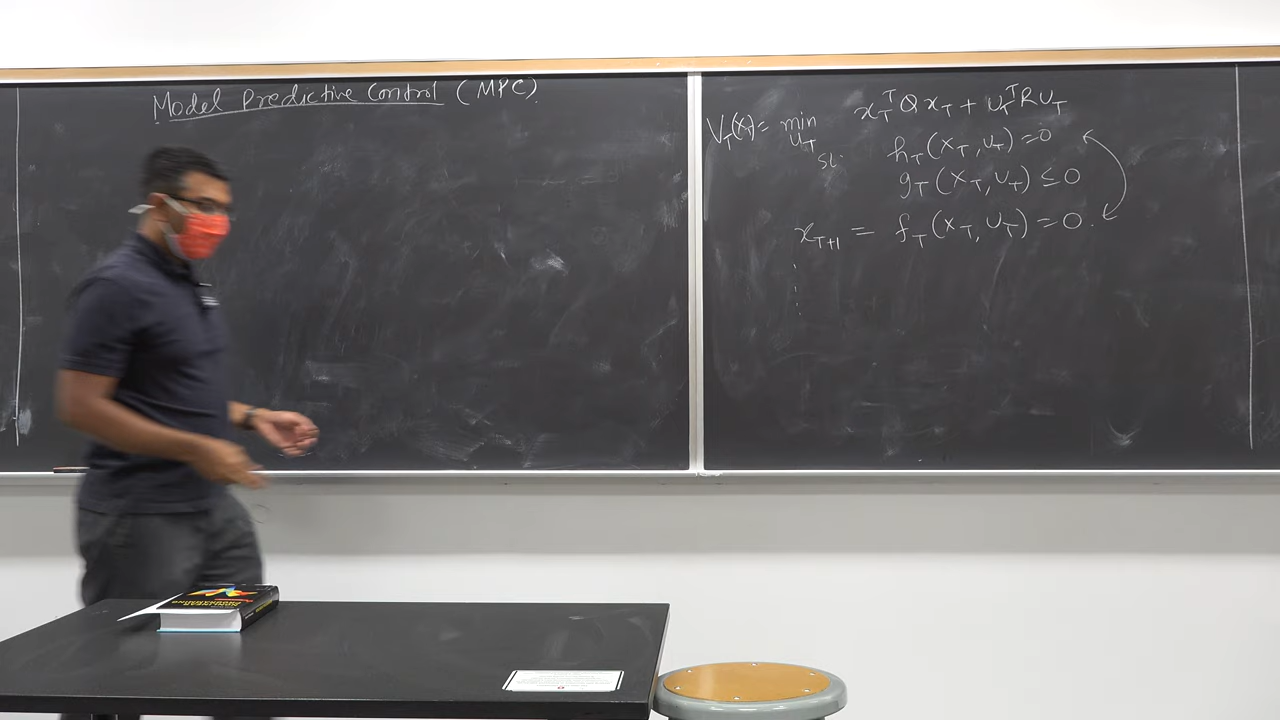 Model Predictive Control (MPC).
V_T(x_T) = min_{u_T} x_T^T Q x_T + u_T^T R u_T
st. h_T(x_T, u_T) = 0
g_T(x_T, u_T) ≤ 0
x_{T+1} = f_T(x_T, u_T) = 0.